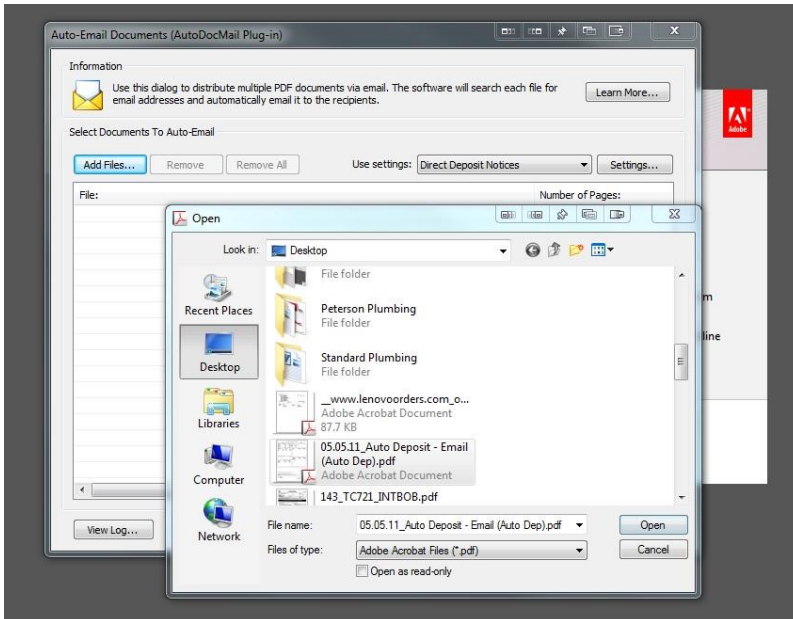 Auto-Email Documents (AutoDocMail Plug-in)
X
Information
Use this dialog to distribute multiple PDF documents via email. The software will search each file for
email addresses and automatically email it to the recipients.
Learn More...
Adobe
Select Documents To Auto-Email
Add Files...
Remove
Remove All
Use settings:
Direct Deposit Notices
Settings...
File:
Number of Pages:
Open
Look in:
Desktop
File folder
Recent Places
Peterson Plumbing
File folder
Desktop
Standard Plumbing
File folder
Libraries
__www.lenovoorders.com_o...
Adobe Acrobat Document
87.7 KB
Computer
05.05.11_Auto Deposit - Email
(Auto Dep).pdf
Adobe Acrobat Document
143_TC721_INTBOB.pdf
Network
File name:
05.05.11_Auto Deposit - Email (Auto Dep).pdf
Open
Files of type:
Adobe Acrobat Files (*.pdf)
Cancel
Open as read-only
View Log...
m
line